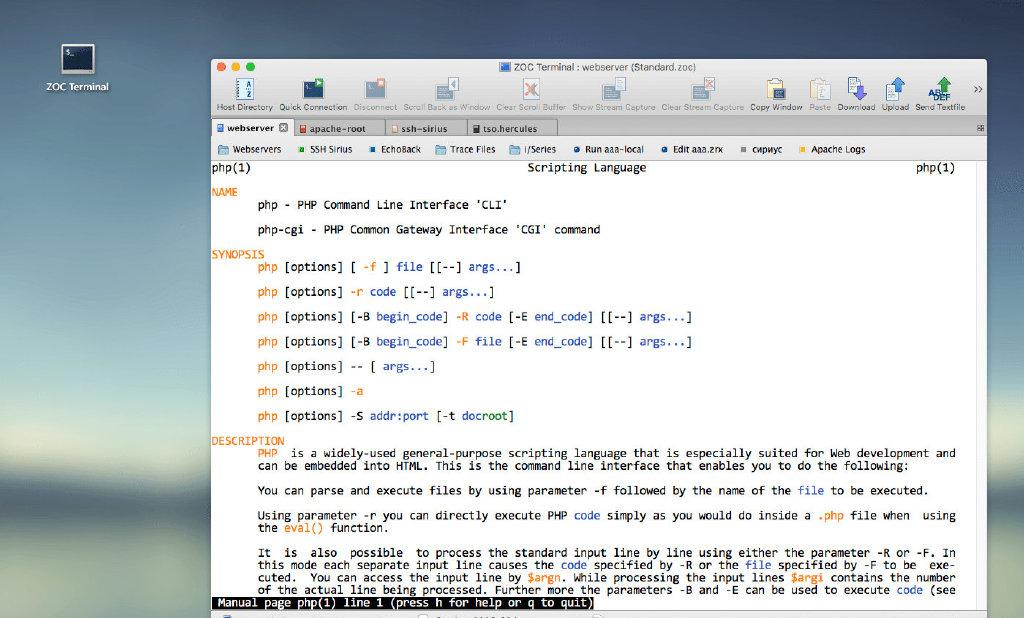 ZOC Terminal
ZOC Terminal : webserver (Standard.zoc)
Host Directory Quick Connection Disconnect Scroll Back as Window Clear Scroll Buffer Show Stream Capture Clear Stream Capture Copy Window Paste Download Upload Send Textfile
webserver apache-root ssh-sirius tso.hercules
Webservers SSH Sirius EchoBack Trace Files i/Series Run aaa-local Edit aaa.zrx сириус Apache Logs
php(1) Scripting Language php(1)
NAME
php - PHP Command Line Interface 'CLI'
php-cgi - PHP Common Gateway Interface 'CGI' command
SYNOPSIS
php [options] [ -f ] file [[--] args...]
php [options] -r code [[--] args...]
php [options] [-B begin_code] -R code [-E end_code] [[--] args...]
php [options] [-B begin_code] -F file [-E end_code] [[--] args...]
php [options] -- [ args...]
php [options] -a
php [options] -S addr:port [-t docroot]
DESCRIPTION
PHP is a widely-used general-purpose scripting language that is especially suited for Web development and
can be embedded into HTML. This is the command line interface that enables you to do the following:
You can parse and execute files by using parameter -f followed by the name of the file to be executed.
Using parameter -r you can directly execute PHP code simply as you would do inside a .php file when using
the eval() function.
It is also possible to process the standard input line by line using either the parameter -R or -F. In
this mode each separate input line causes the code specified by -R or the file specified by -F to be exe-
cuted. You can access the input line by $argn. While processing the input lines $argi contains the number
of the actual line being processed. Further more the parameters -B and -E can be used to execute code (see
Manual page php(1) line 1 (press h for help or q to quit)